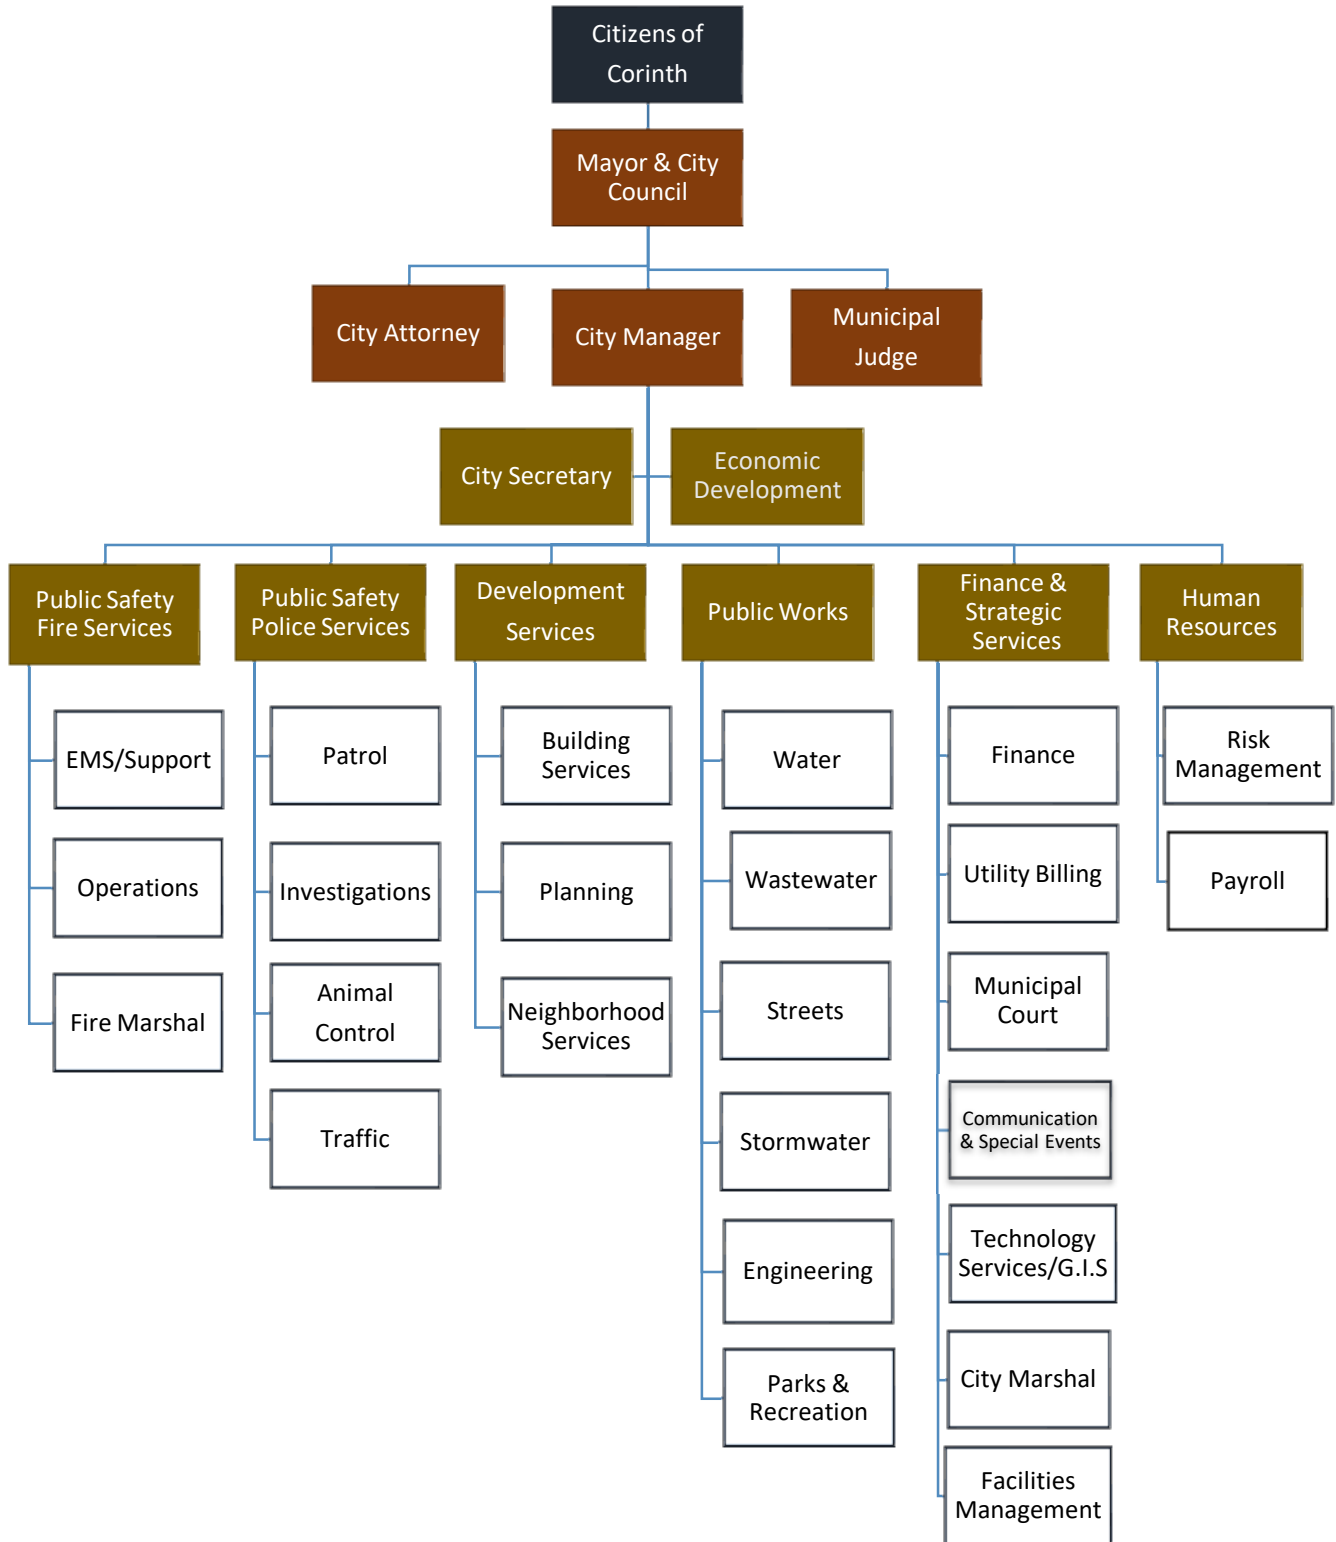 Citizens of
Corinth
Mayor & City
Council
City Attorney
City Manager
Municipal
Judge
City Secretary
Economic
Development
Public Safety
Fire Services
Public Safety
Police Services
Development
Services
Public Works
Finance &
Strategic
Services
Human
Resources
EMS/Support
Operations
Fire Marshal
Patrol
Investigations
Animal
Control
Traffic
Building
Services
Planning
Neighborhood
Services
Water
Wastewater
Streets
Stormwater
Engineering
Parks &
Recreation
Finance
Utility Billing
Municipal
Court
Communication
& Special Events
Technology
Services/G.I.S
City Marshal
Facilities
Management
Risk
Management
Payroll